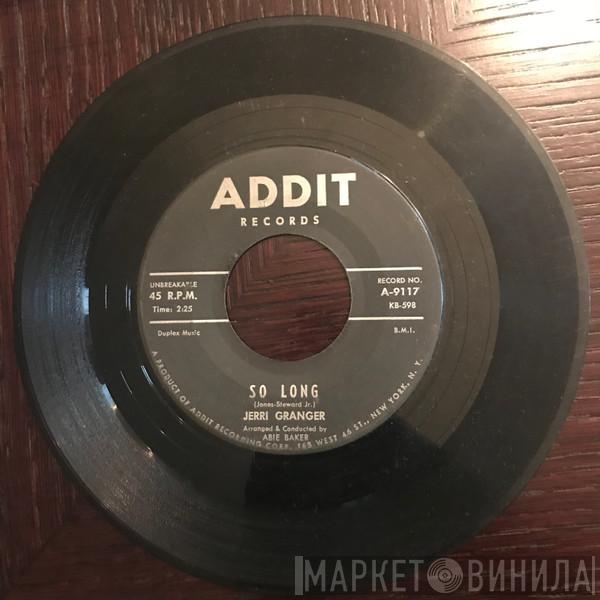 ADDIT
RECORDS
UNBREAKABLE
45 R.P.M.
Time: 2:25
RECORD NO.
A-9117
KB-598
Duplex Music
B.M.I.
SO LONG
(Jones-Steward Jr.)
JERRI GRANGER
Arranged & Conducted by
ABIE BAKER
A PRODUCT OF ADDIT RECORDING CORP. 165 WEST 46 ST., NEW YORK, N. Y.
МАРКЕТ ВИНИЛА